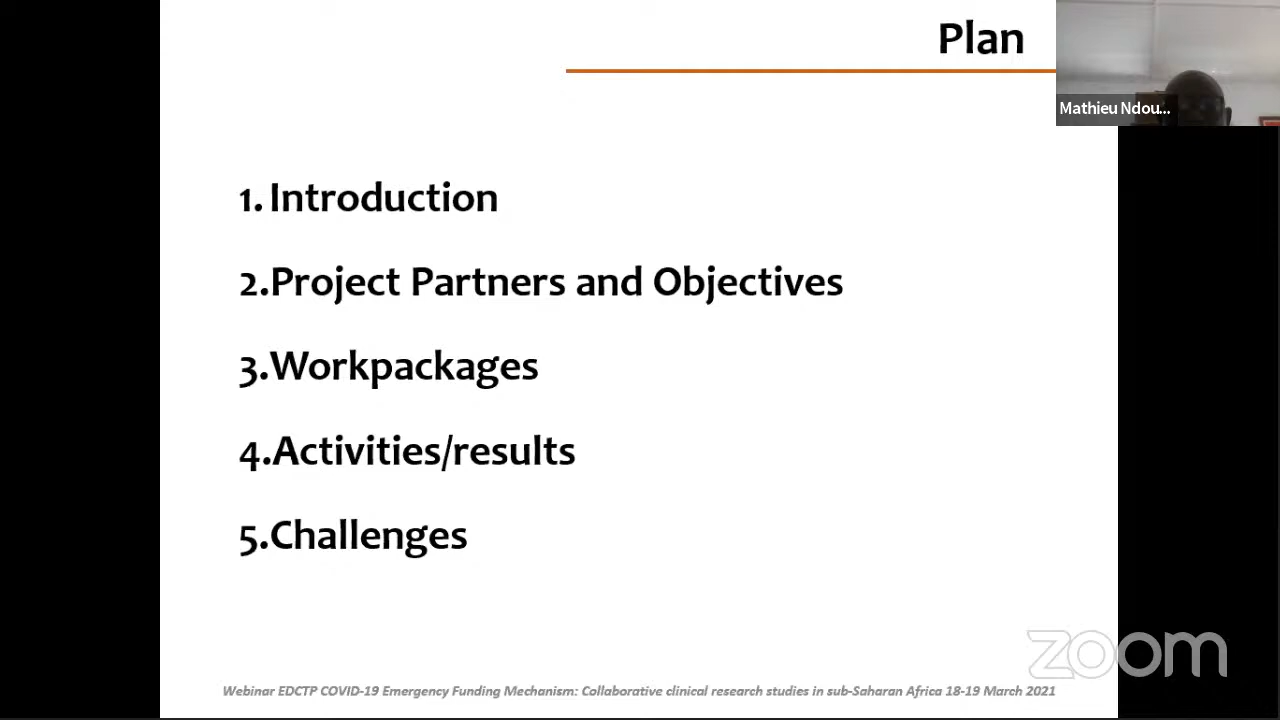 Plan
Mathieu Ndou...
1. Introduction
2.Project Partners and Objectives
3.Workpackages
4.Activities/results
5.Challenges
zoom
Webinar EDCTP COVID-19 Emergency Funding Mechanism: Collaborative clinical research studies in sub-Saharan Africa 18-19 March 2021